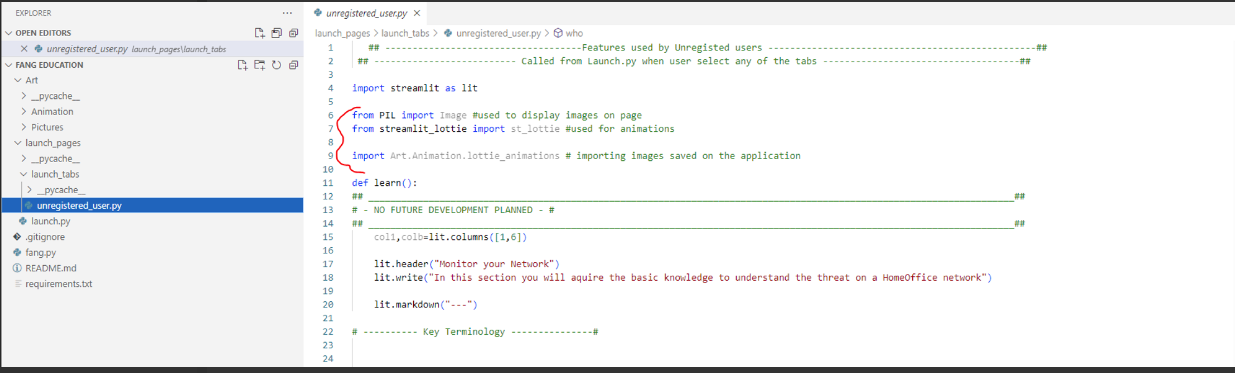 EXPLORER
···
OPEN EDITORS
unregistered_user.py launch_pages\launch_tabs
FANG EDUCATION
Art
__pycache__
Animation
Pictures
launch_pages
__pycache__
launch_tabs
__pycache__
unregistered_user.py
launch.py
.gitignore
fang.py
README.md
requirements.txt
unregistered_user.py
launch_pages > launch_tabs > unregistered_user.py > who
1 ## ------------------------------------Features used by Unregisted users -------------------------------------------------##
2 ## -------------------------- Called from Launch.py when user select any of the tabs ------------------------------------##
3
4 import streamlit as lit
5
6 from PIL import Image #used to display images on page
7 from streamlit_lottie import st_lottie #used for animations
8
9 import Art.Animation.lottie_animations # importing images saved on the application
10
11 def learn():
12 ## ______________________________________________________________________________________________________________________##
13 # - NO FUTURE DEVELOPMENT PLANNED - #
14 ## ______________________________________________________________________________________________________________________##
15 col1,colb=lit.columns([1,6])
16
17 lit.header("Monitor your Network")
18 lit.write("In this section you will aquire the basic knowledge to understand the threat on a HomeOffice network")
19
20 lit.markdown("---")
21
22 # ---------- Key Terminology ---------------#
23
24